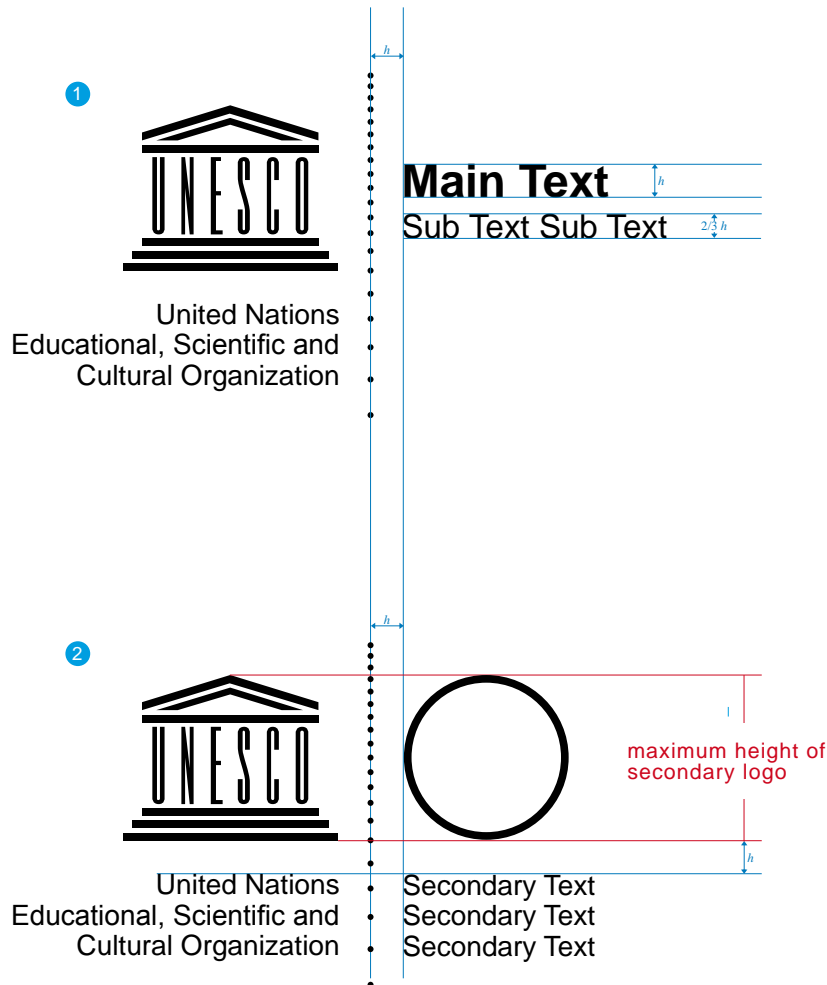 h
1
UNESCO
Main Text
h
Sub Text Sub Text
2/3 h
United Nations
Educational, Scientific and
Cultural Organization
h
2
UNESCO
maximum height of
secondary logo
h
United Nations
Educational, Scientific and
Cultural Organization
Secondary Text
Secondary Text
Secondary Text